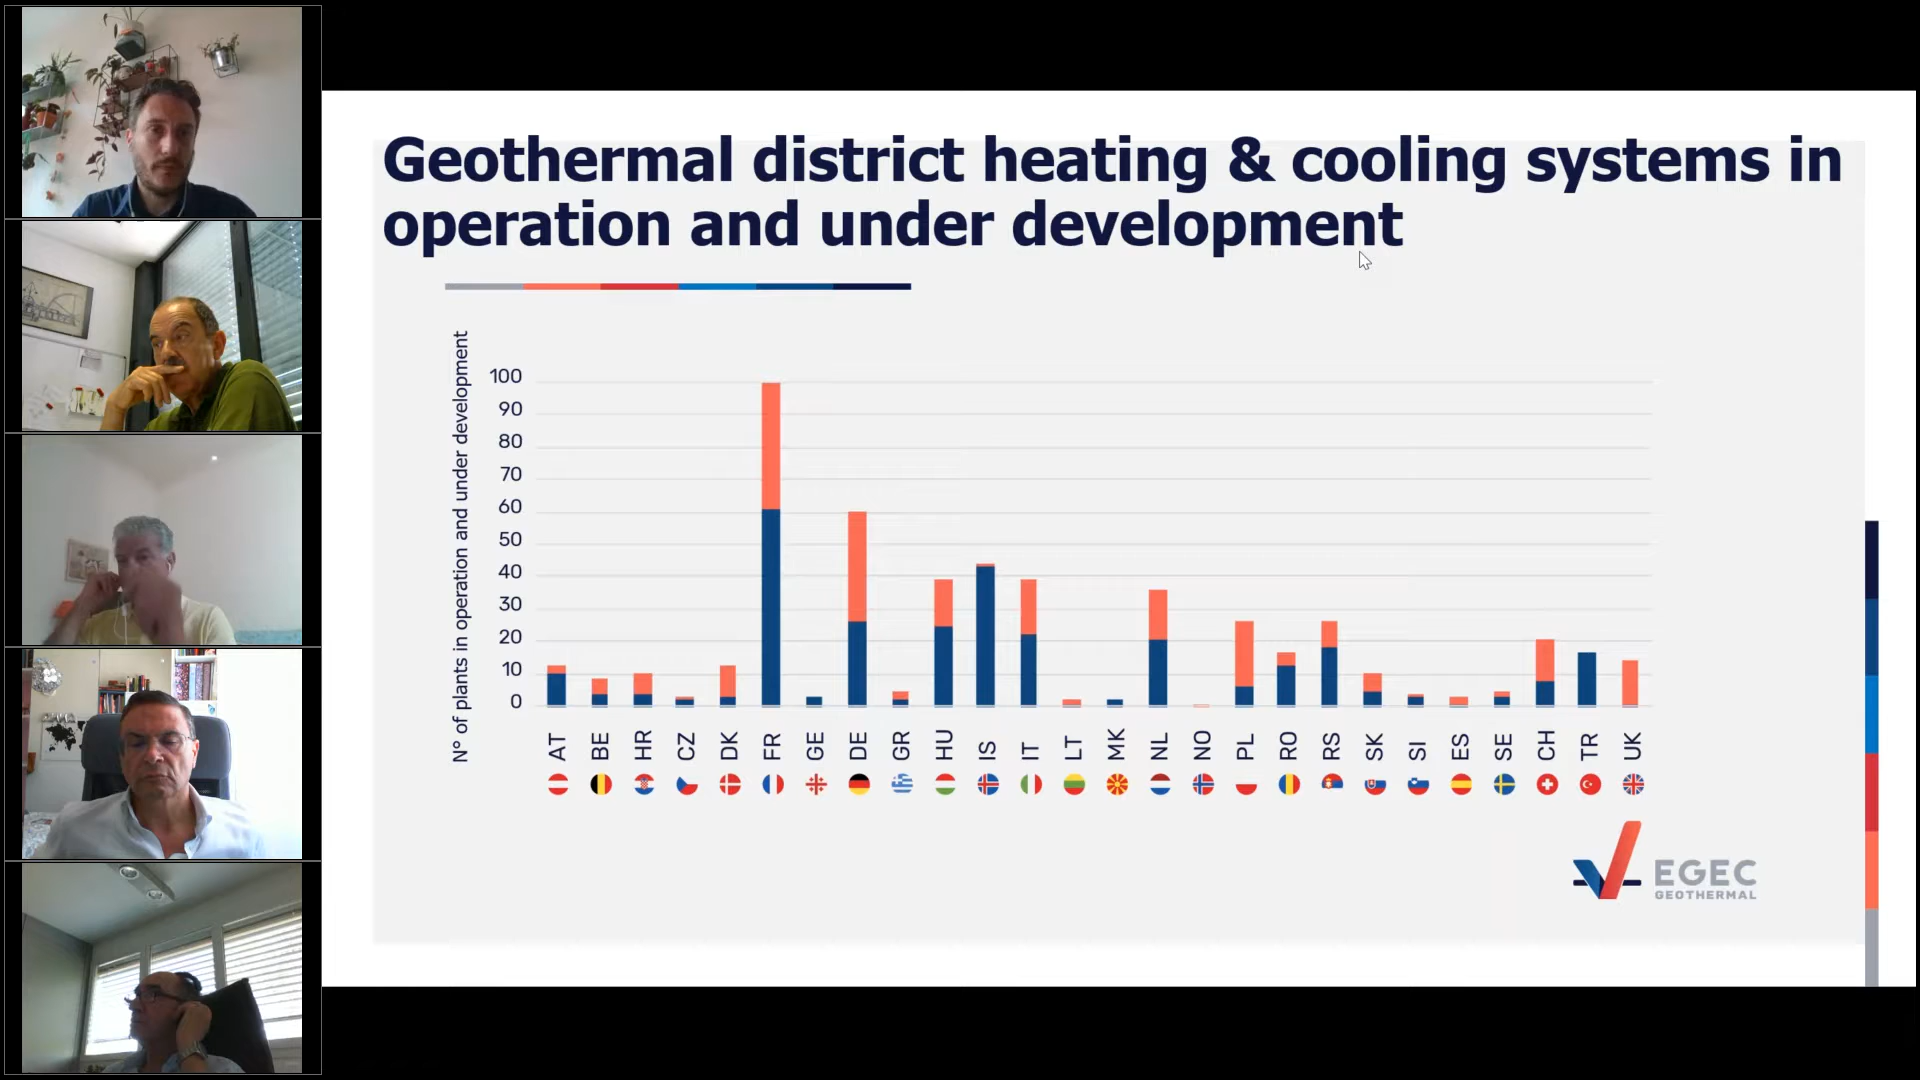 Geothermal district heating & cooling systems in
operation and under development
N° of plants in operation and under development
100
90
80
70
60
50
40
30
20
10
0
AT
BE
HR
CZ
DK
FR
GE
DE
GR
HU
IS
IT
LT
MK
NL
NO
PL
RO
RS
SK
SI
ES
SE
CH
TR
UK
EGEC
GEOTHERMAL